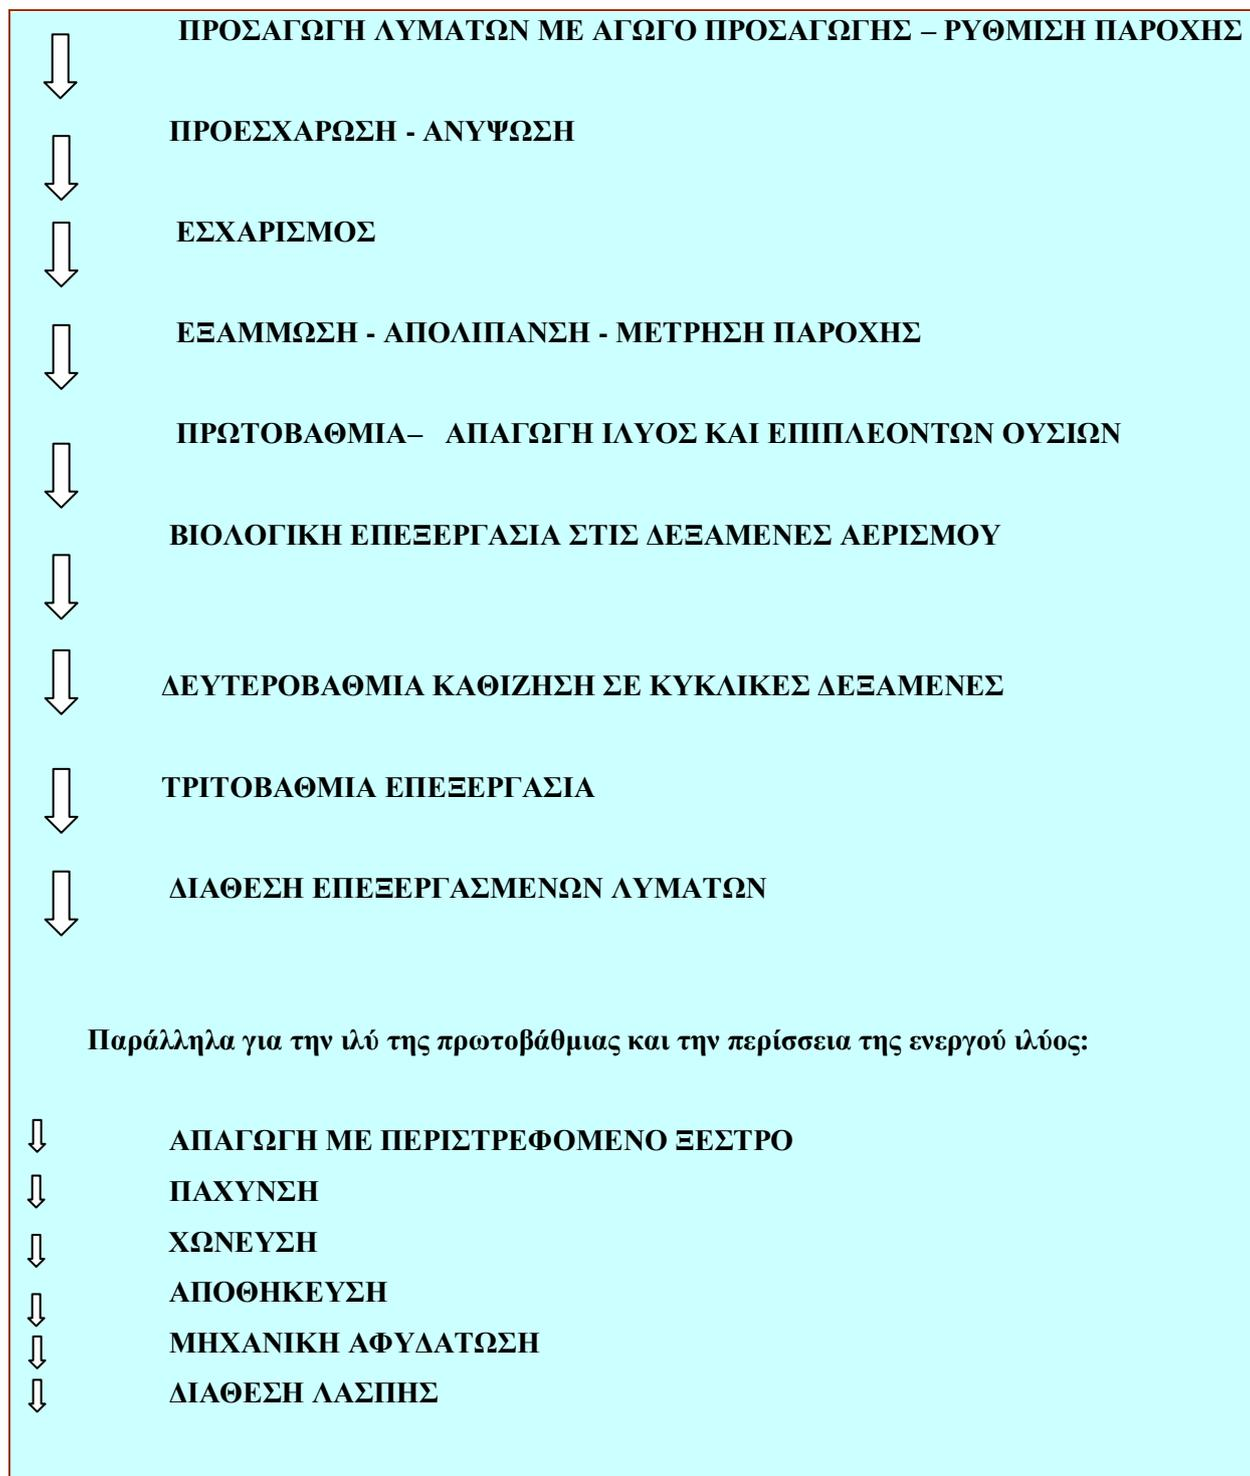 ΠΡΟΣΑΓΩΓΗ ΛΥΜΑΤΩΝ ΜΕ ΑΓΩΓΟ ΠΡΟΣΑΓΩΓΗΣ – ΡΥΘΜΙΣΗ ΠΑΡΟΧΗΣ
ΠΡΟΕΣΧΑΡΩΣΗ - ΑΝΥΨΩΣΗ
ΕΣΧΑΡΙΣΜΟΣ
ΕΞΑΜΜΩΣΗ - ΑΠΟΛΙΠΑΝΣΗ - ΜΕΤΡΗΣΗ ΠΑΡΟΧΗΣ
ΠΡΩΤΟΒΑΘΜΙΑ– ΑΠΑΓΩΓΗ ΙΛΥΟΣ ΚΑΙ ΕΠΙΠΛΕΟΝΤΩΝ ΟΥΣΙΩΝ
ΒΙΟΛΟΓΙΚΗ ΕΠΕΞΕΡΓΑΣΙΑ ΣΤΙΣ ΔΕΞΑΜΕΝΕΣ ΑΕΡΙΣΜΟΥ
ΔΕΥΤΕΡΟΒΑΘΜΙΑ ΚΑΘΙΖΗΣΗ ΣΕ ΚΥΚΛΙΚΕΣ ΔΕΞΑΜΕΝΕΣ
ΤΡΙΤΟΒΑΘΜΙΑ ΕΠΕΞΕΡΓΑΣΙΑ
ΔΙΑΘΕΣΗ ΕΠΕΞΕΡΓΑΣΜΕΝΩΝ ΛΥΜΑΤΩΝ
Παράλληλα για την ιλύ της πρωτοβάθμιας και την περίσσεια της ενεργού ιλύος:
ΑΠΑΓΩΓΗ ΜΕ ΠΕΡΙΣΤΡΕΦΟΜΕΝΟ ΞΕΣΤΡΟ
ΠΑΧΥΝΣΗ
ΧΩΝΕΥΣΗ
ΑΠΟΘΗΚΕΥΣΗ
ΜΗΧΑΝΙΚΗ ΑΦΥΔΑΤΩΣΗ
ΔΙΑΘΕΣΗ ΛΑΣΠΗΣ